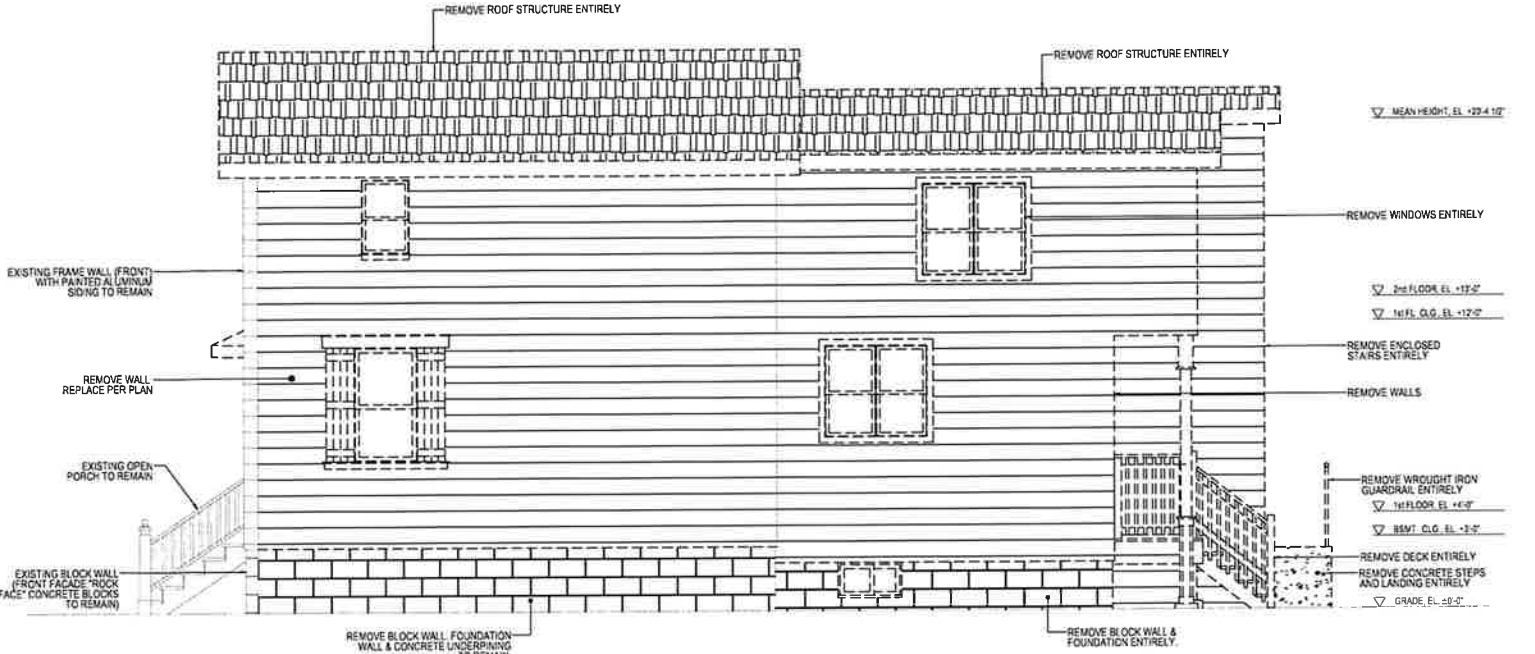 REMOVE ROOF STRUCTURE ENTIRELY
REMOVE ROOF STRUCTURE ENTIRELY
MEAN HEIGHT, EL. +23'-4 1/2"
REMOVE WINDOWS ENTIRELY
EXISTING FRAME WALL (FRONT)
WITH PAINTED ALUMINUM
SIDING TO REMAIN
2nd FLOOR, EL. +13'-0"
1st FL. CLG., EL. +12'-0"
REMOVE ENCLOSED
STAIRS ENTIRELY
REMOVE WALL
REPLACE PER PLAN
REMOVE WALLS
EXISTING OPEN
PORCH TO REMAIN
REMOVE WROUGHT IRON
GUARDRAIL ENTIRELY
1st FLOOR, EL. +4'-0"
BSMT. CLG., EL. +3'-0"
REMOVE DECK ENTIRELY
EXISTING BLOCK WALL
(FRONT FACADE "ROCK
FACE" CONCRETE BLOCKS
TO REMAIN)
REMOVE CONCRETE STEPS
AND LANDING ENTIRELY
GRADE, EL. ±0'-0"
REMOVE BLOCK WALL. FOUNDATION
WALL & CONCRETE UNDERPINING
TO REMAIN.
REMOVE BLOCK WALL &
FOUNDATION ENTIRELY.